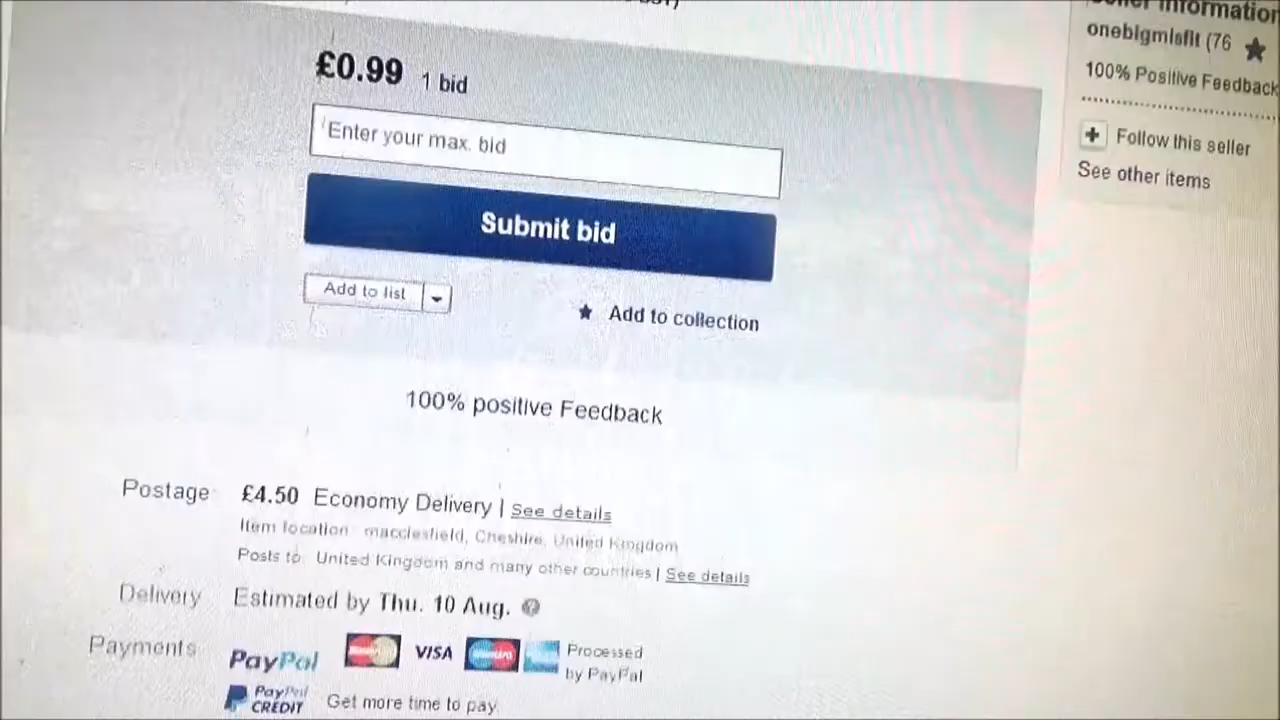 £0.99 1 bid
Enter your max. bid
Submit bid
Add to list
Add to collection
100% positive Feedback
Postage £4.50 Economy Delivery | See details
Item location: macclesfield, Cheshire, United Kingdom
Posts to: United Kingdom and many other countries | See details
Delivery Estimated by Thu. 10 Aug.
Payments PayPal VISA Processed
by PayPal
PayPal
CREDIT Get more time to pay
information
onebigmisfit (76
100% Positive Feedback
Follow this seller
See other items